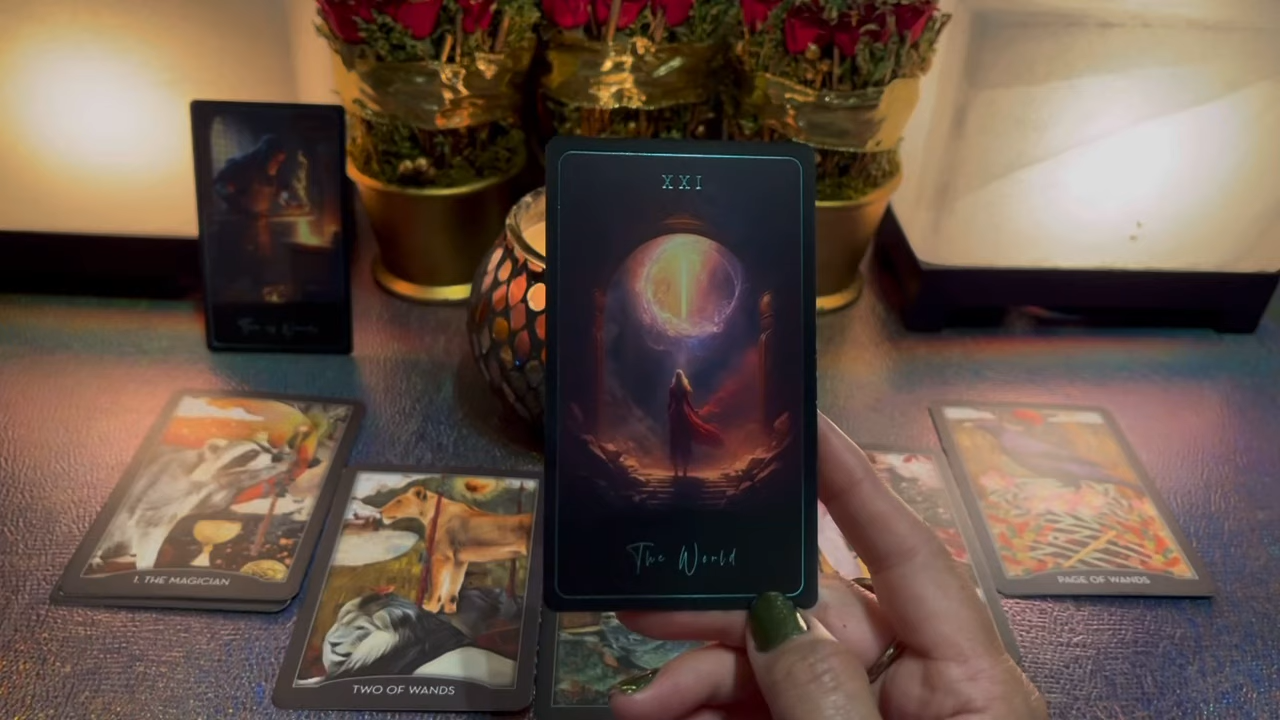 XXI
The World
I. THE MAGICIAN
TWO OF WANDS
PAGE OF WANDS